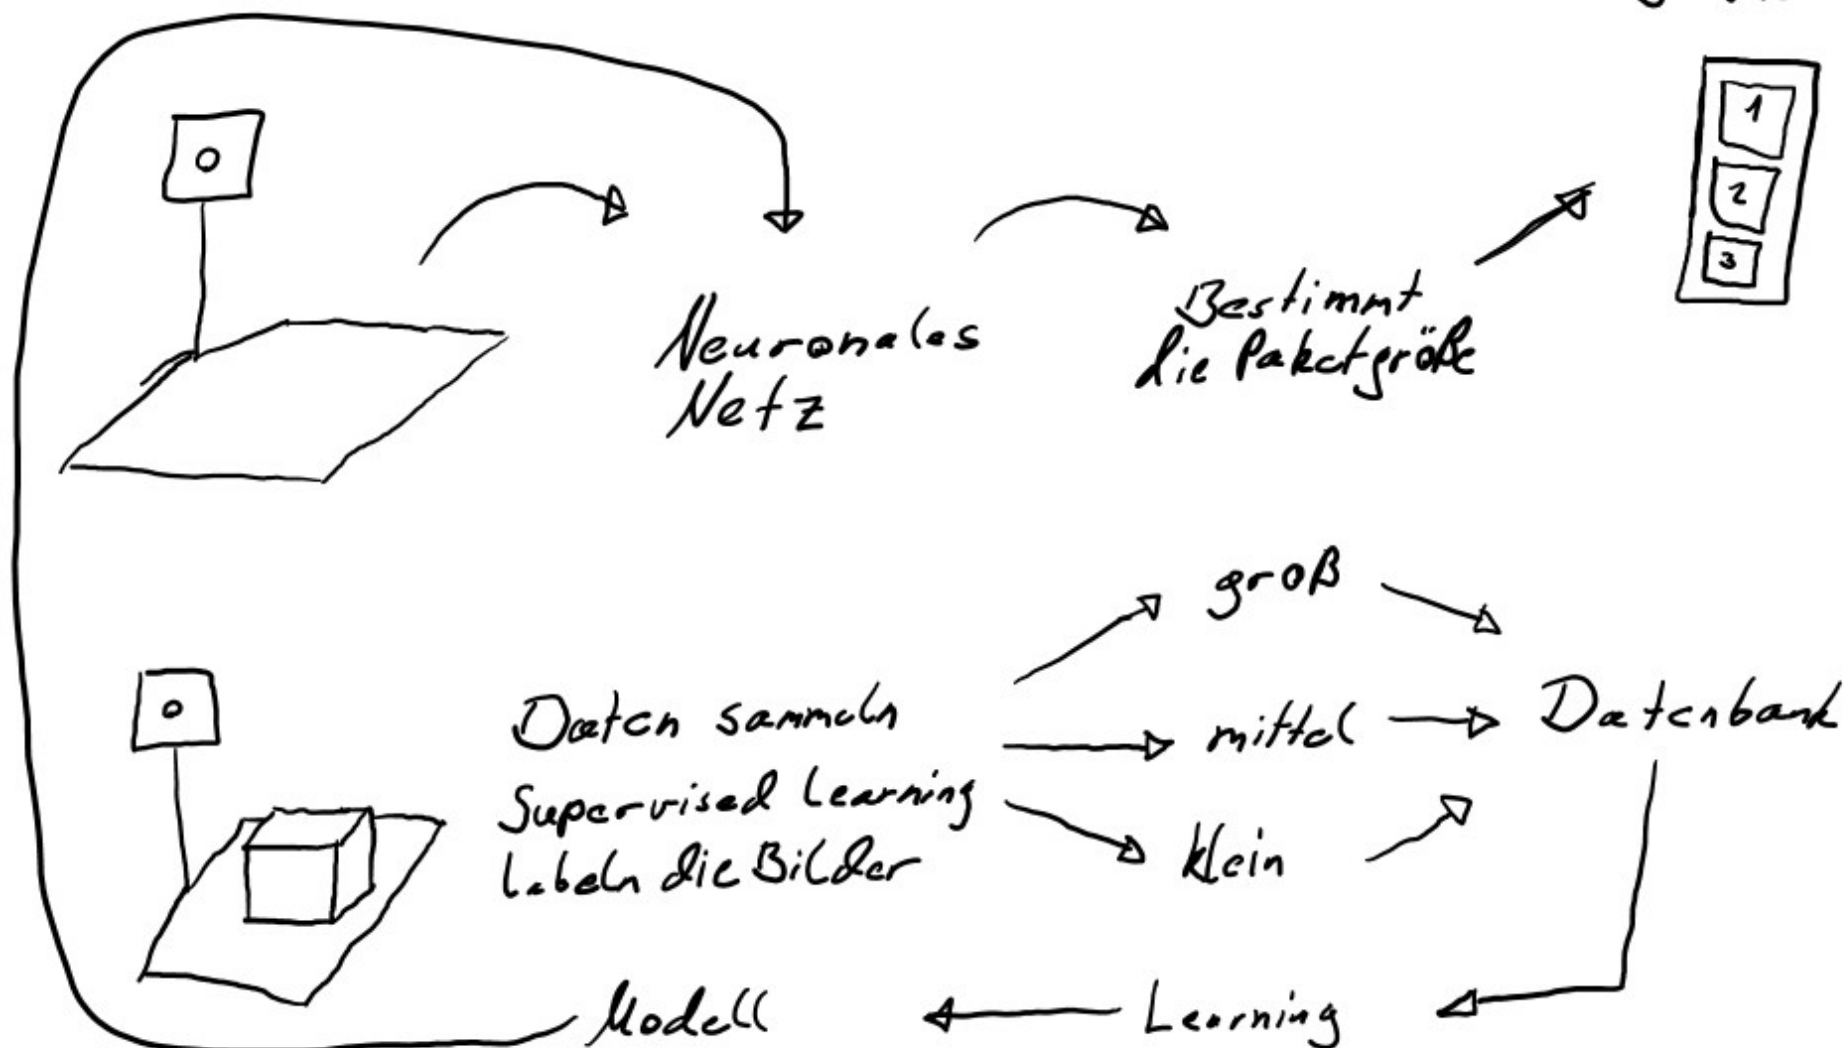 1
2
3
Neuronales
Netz
Bestimmt
die Paketgröße
groß
Daten sammeln
mittel
Datenbank
Supervised Learning
klein
labeln die Bilder
Modell
Learning